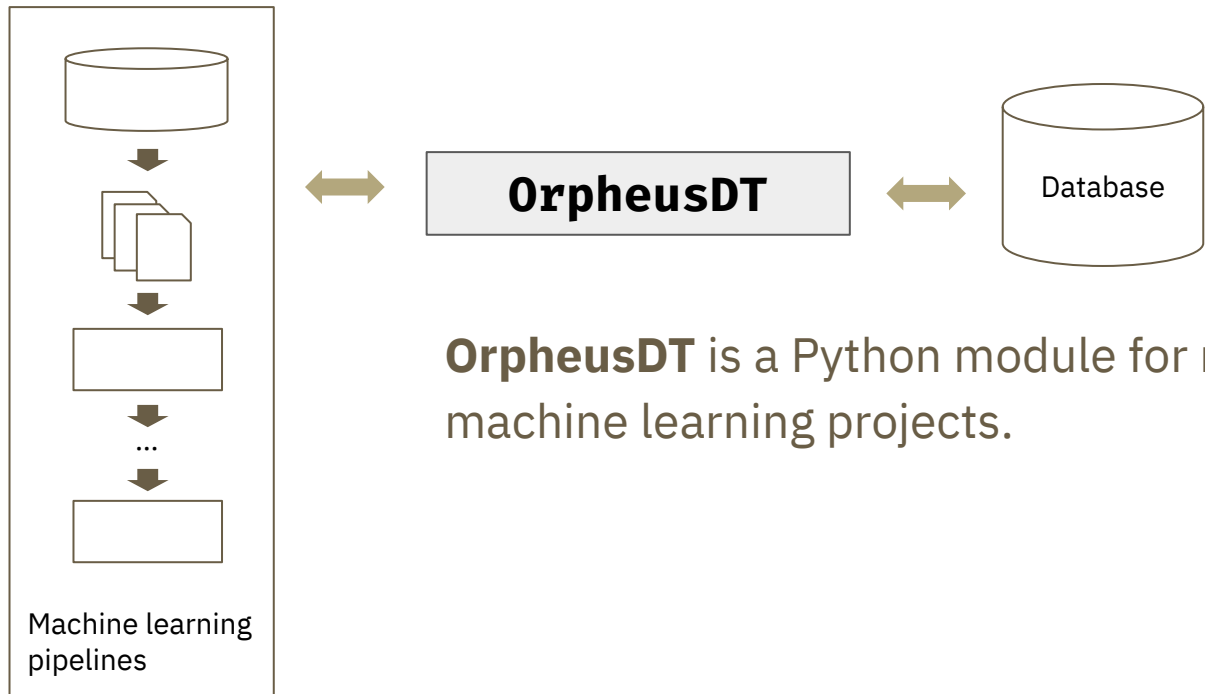 OrpheusDT
Database
OrpheusDT is a Python module for
machine learning projects.
...
Machine learning
pipelines